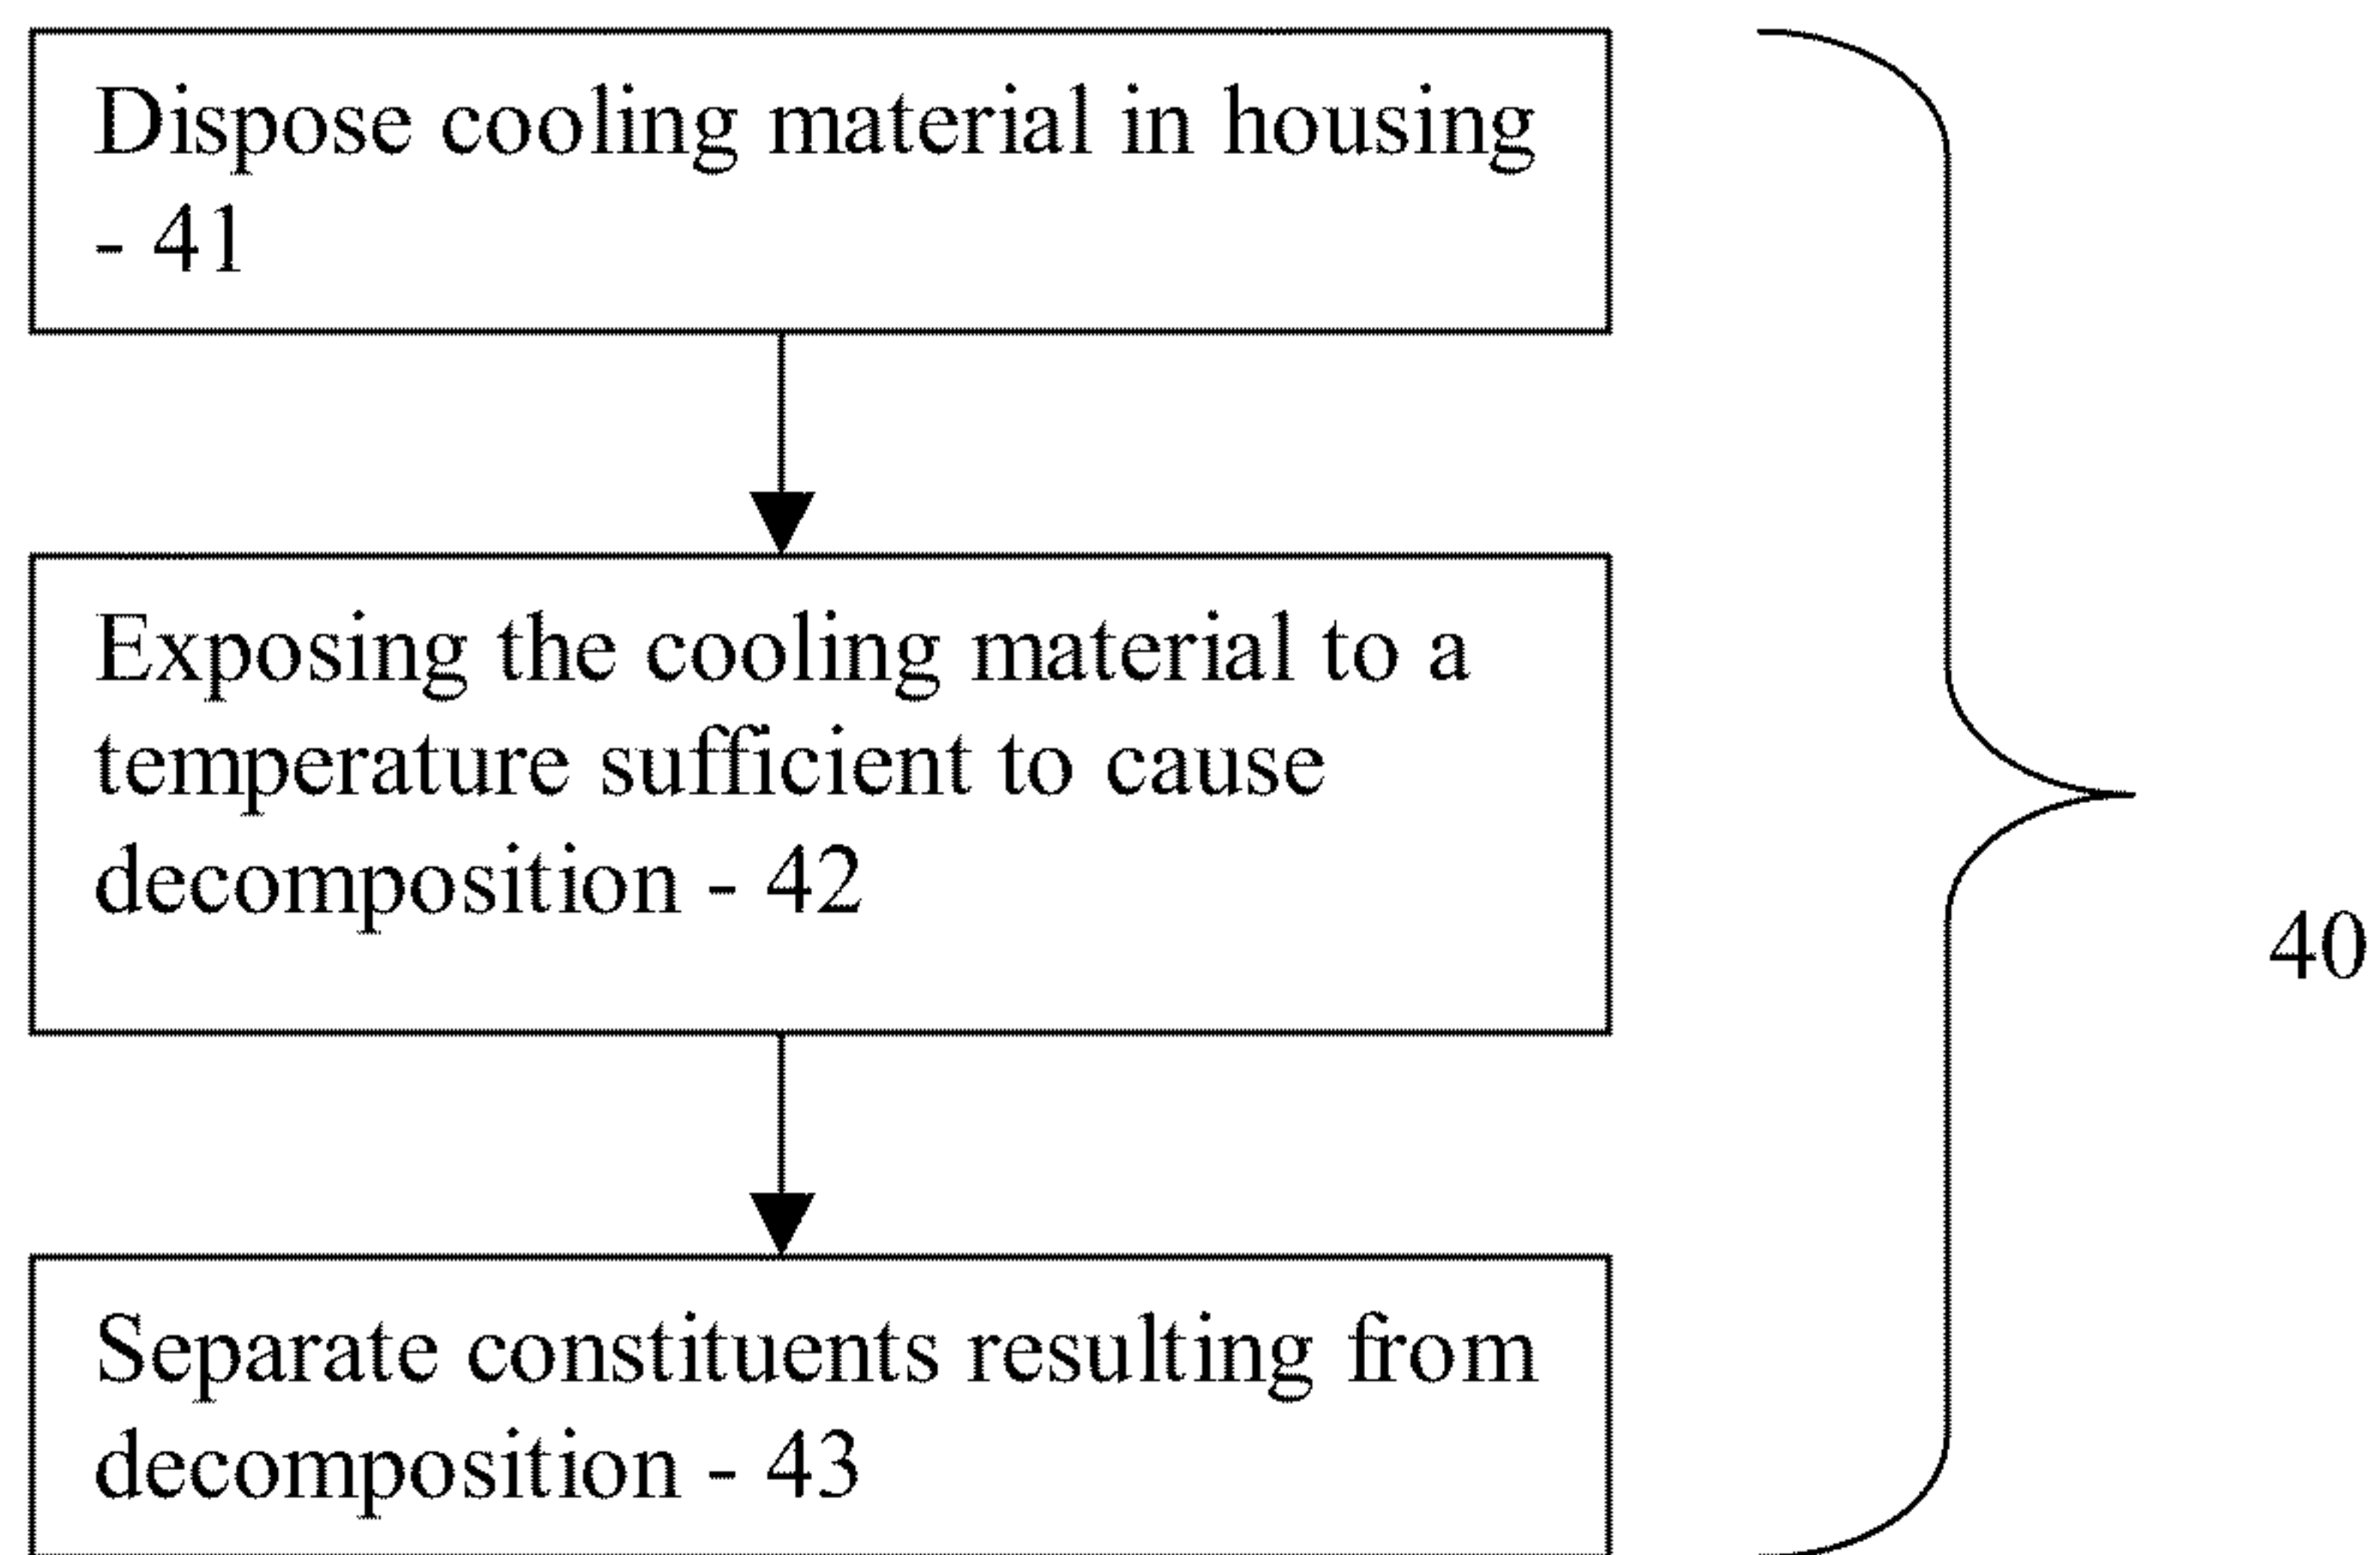 Dispose cooling material in housing
- 41
Exposing the cooling material to a
temperature sufficient to cause
decomposition - 42
40
Separate constituents resulting from
decomposition - 43